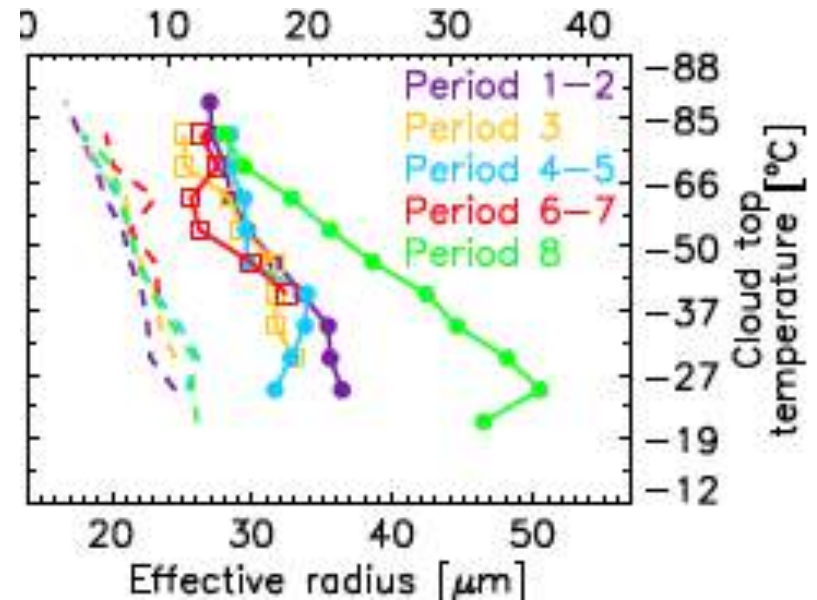 0 10 20 30 40
Period 1-2
Period 3
Period 4-5
Period 6-7
Period 8
-88
-85
-66
-50
-37
-27
-19
-12
Cloud top
temperature [°C]
20 30 40 50
Effective radius [μm]